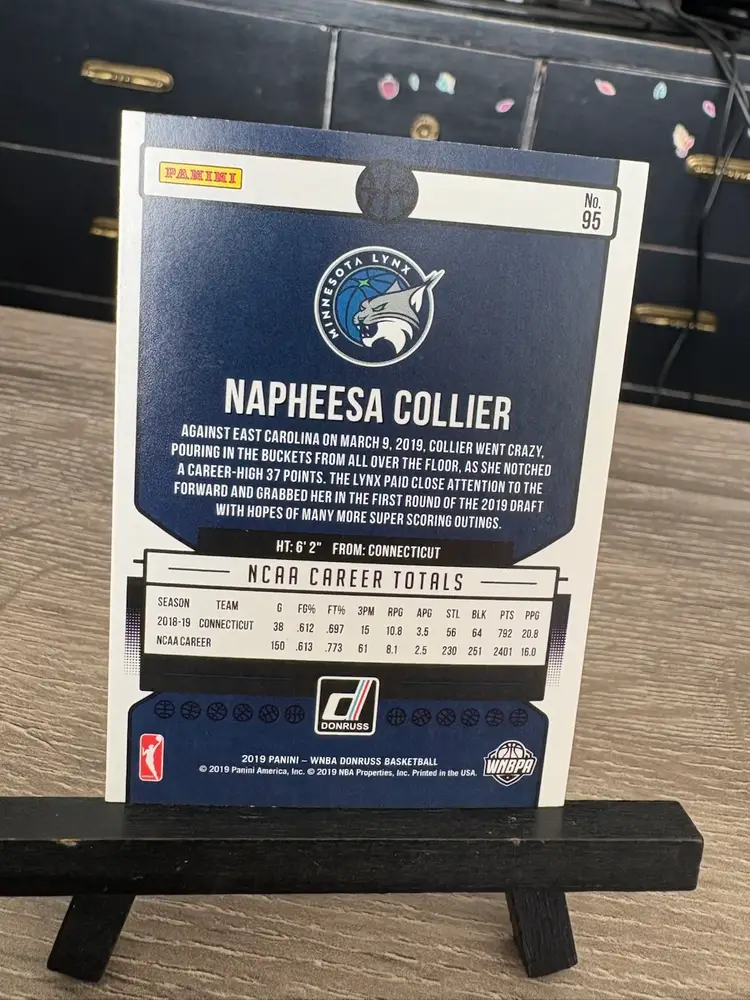 PANINI
No.
95
MINNESOTA LYNX
NAPHEESA COLLIER
AGAINST EAST CAROLINA ON MARCH 9, 2019, COLLIER WENT CRAZY,
POURING IN THE BUCKETS FROM ALL OVER THE FLOOR, AS SHE NOTCHED
A CAREER-HIGH 37 POINTS. THE LYNX PAID CLOSE ATTENTION TO THE
FORWARD AND GRABBED HER IN THE FIRST ROUND OF THE 2019 DRAFT
WITH HOPES OF MANY MORE SUPER SCORING OUTINGS.
HT: 6' 2" FROM: CONNECTICUT
NCAA CAREER TOTALS
SEASON TEAM G FG% FT% 3PM RPG APG STL BLK PTS PPG
2018-19 CONNECTICUT 38 .612 .697 15 10.8 3.5 56 64 792 20.8
NCAA CAREER 150 .613 .773 61 8.1 2.5 230 251 2401 16.0
DONRUSS
2019 PANINI – WNBA DONRUSS BASKETBALL
© 2019 Panini America, Inc. © 2019 NBA Properties, Inc. Printed in the USA.
WNBPA